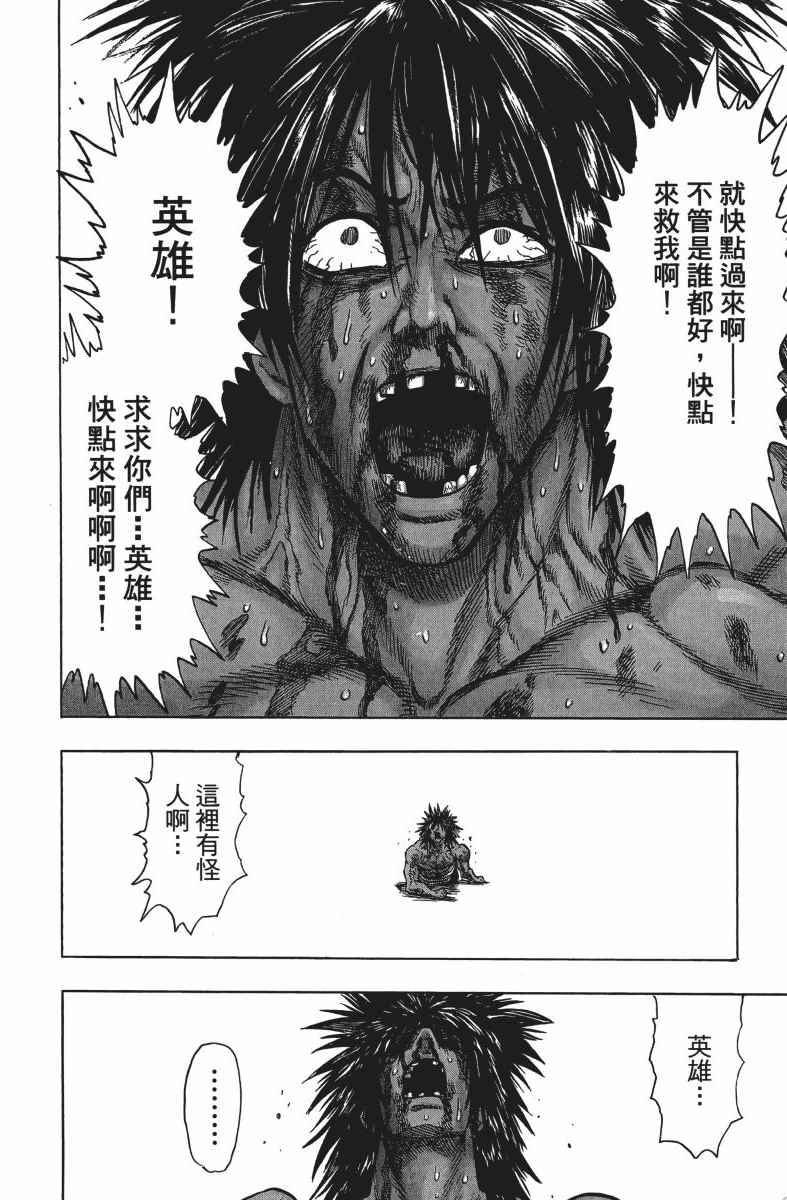 就快點過來啊——！
不管是誰都好，快點
來救我啊！
英雄！
求求你們…英雄…
快點來啊啊啊…！
這裡有怪
人啊…
英雄…
………